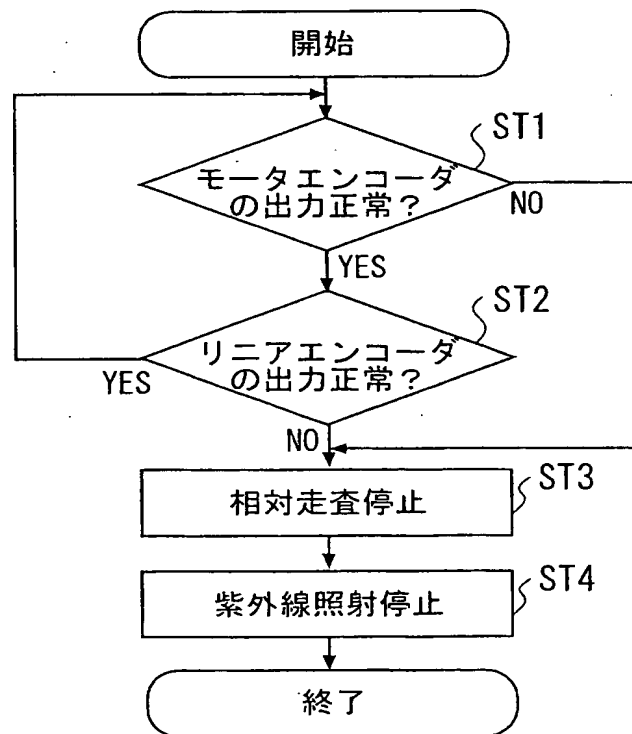 開始
ST1
モータエンコーダ
の出力正常?
NO
YES
ST2
リニアエンコーダ
の出力正常?
YES
NO
ST3
相対走査停止
ST4
紫外線照射停止
終了